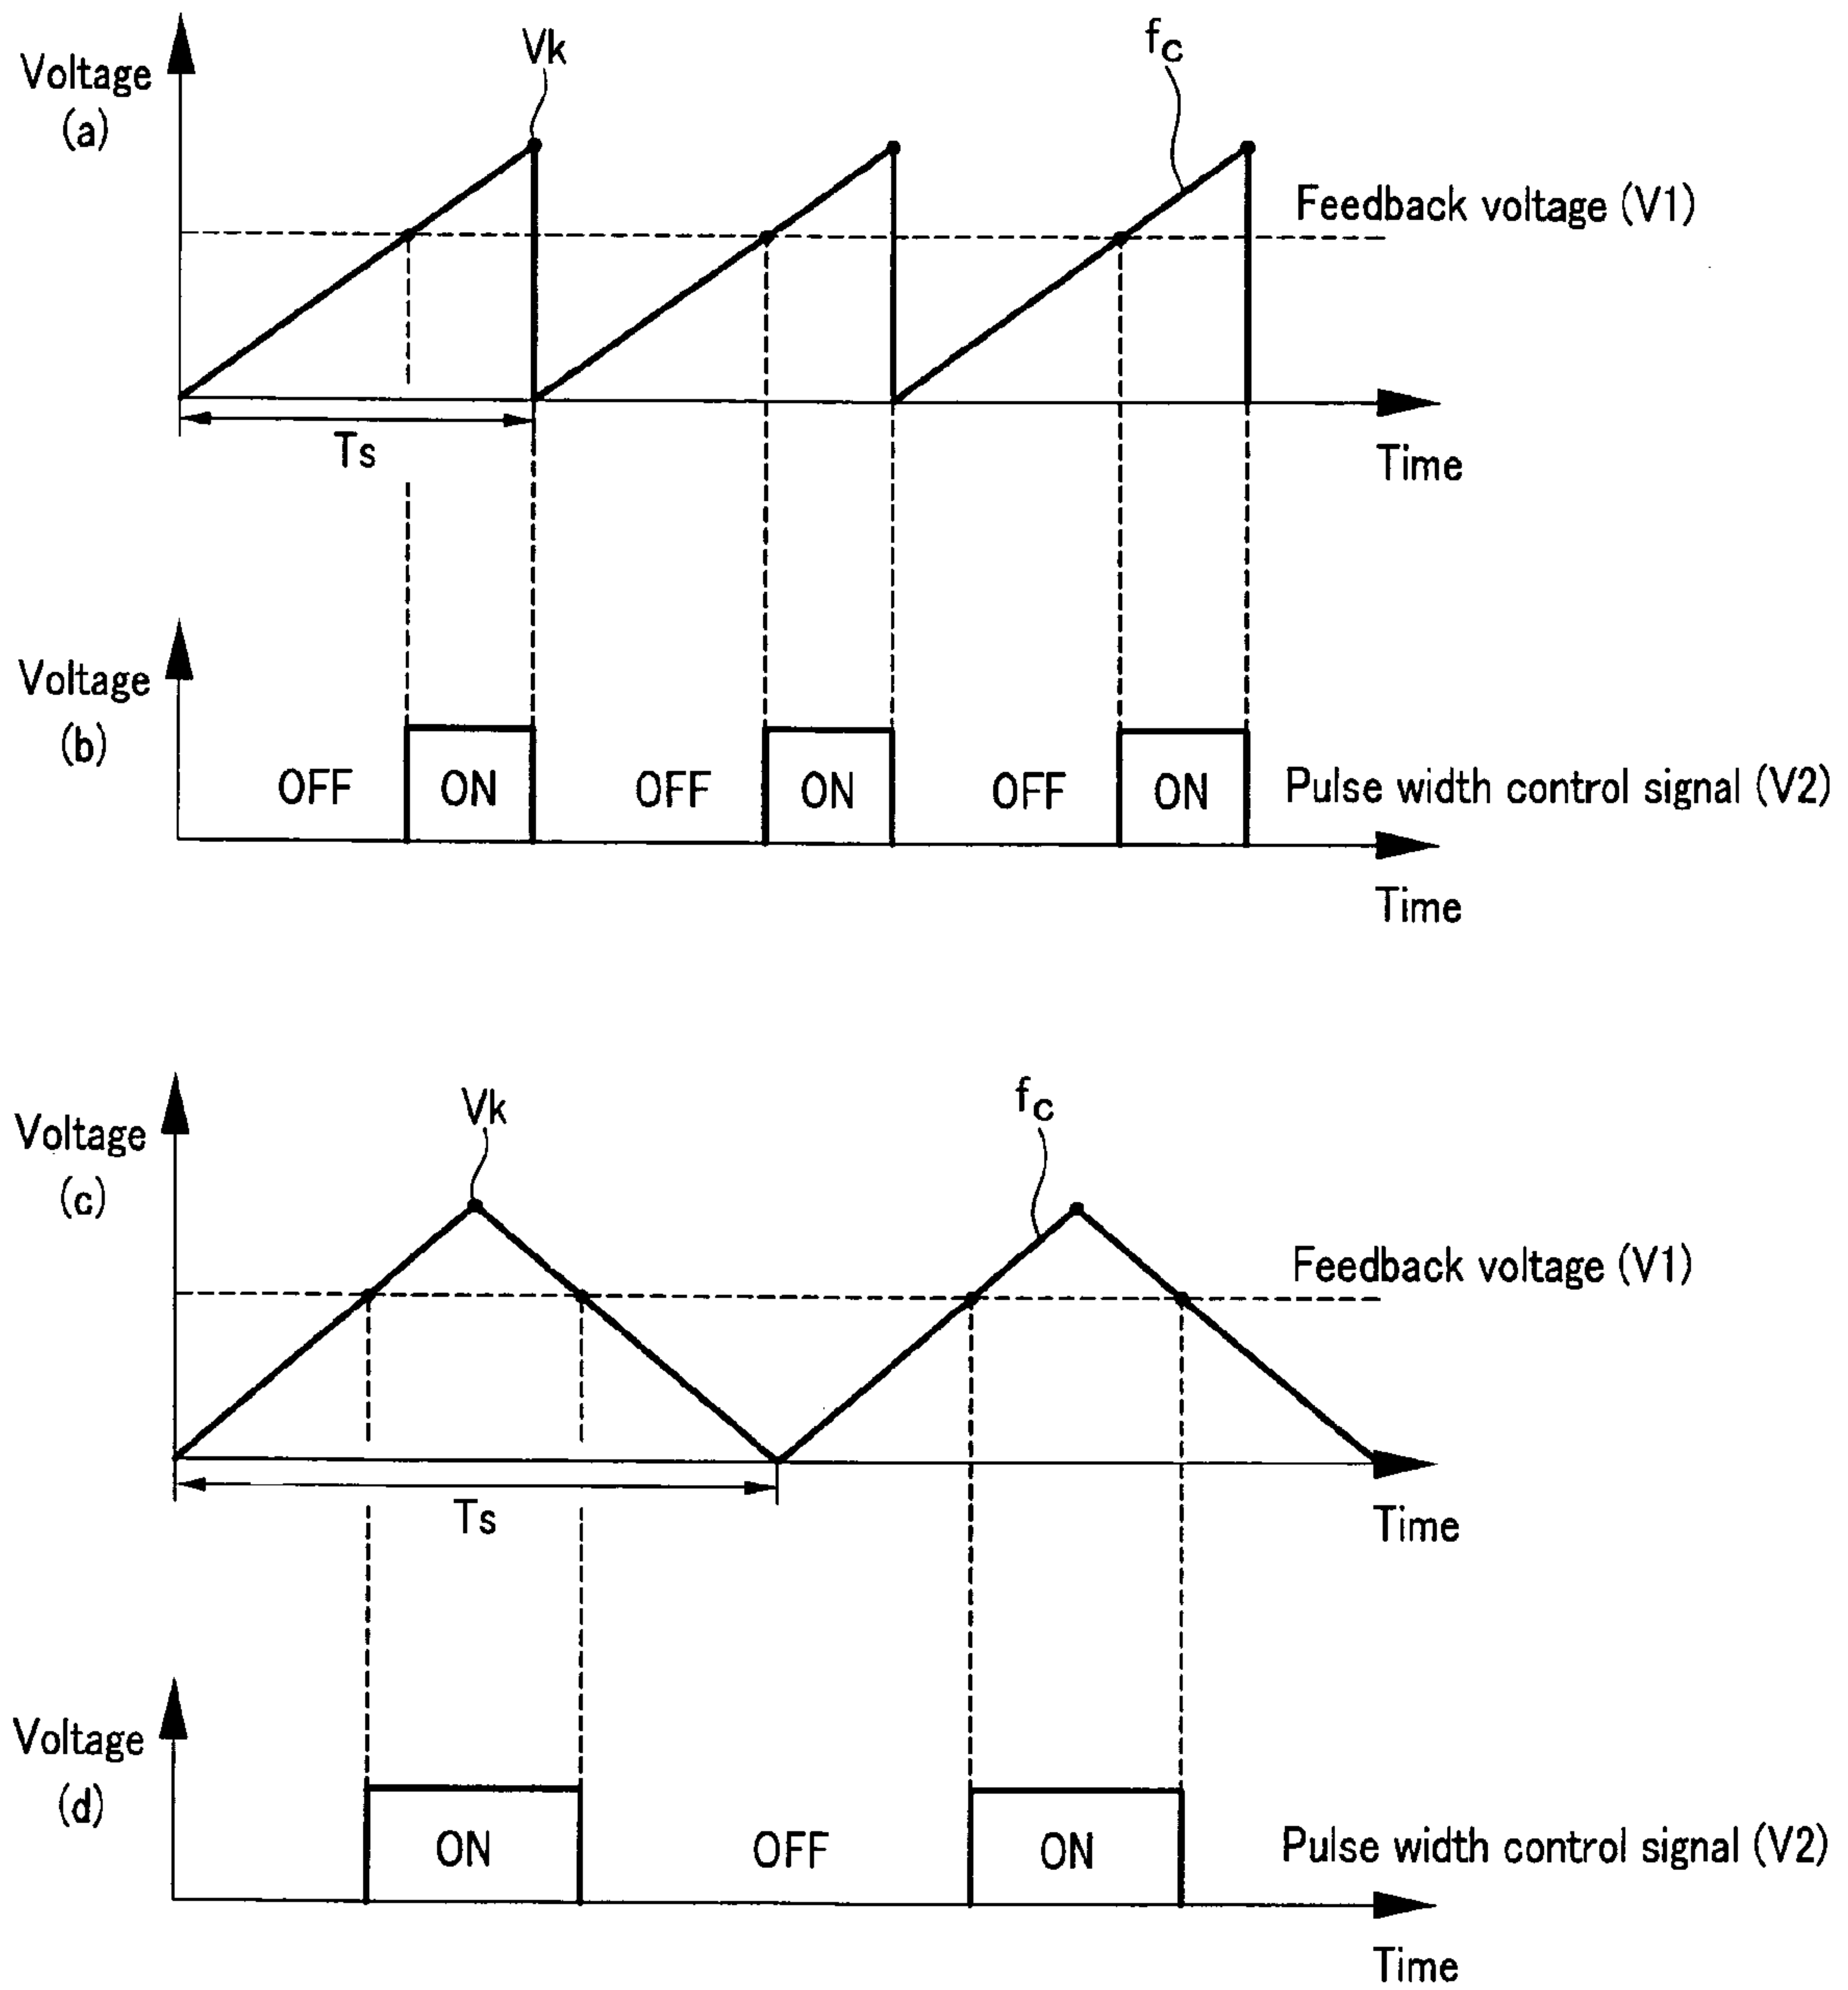 Vk
fc
Voltage
(a)
Feedback voltage (V1)
Ts
Time
Voltage
(b)
OFF ON OFF ON OFF ON Pulse width control signal (V2)
Time
Vk
fc
Voltage
(c)
Feedback voltage (V1)
Ts
Time
Voltage
(d)
ON OFF ON Pulse width control signal (V2)
Time